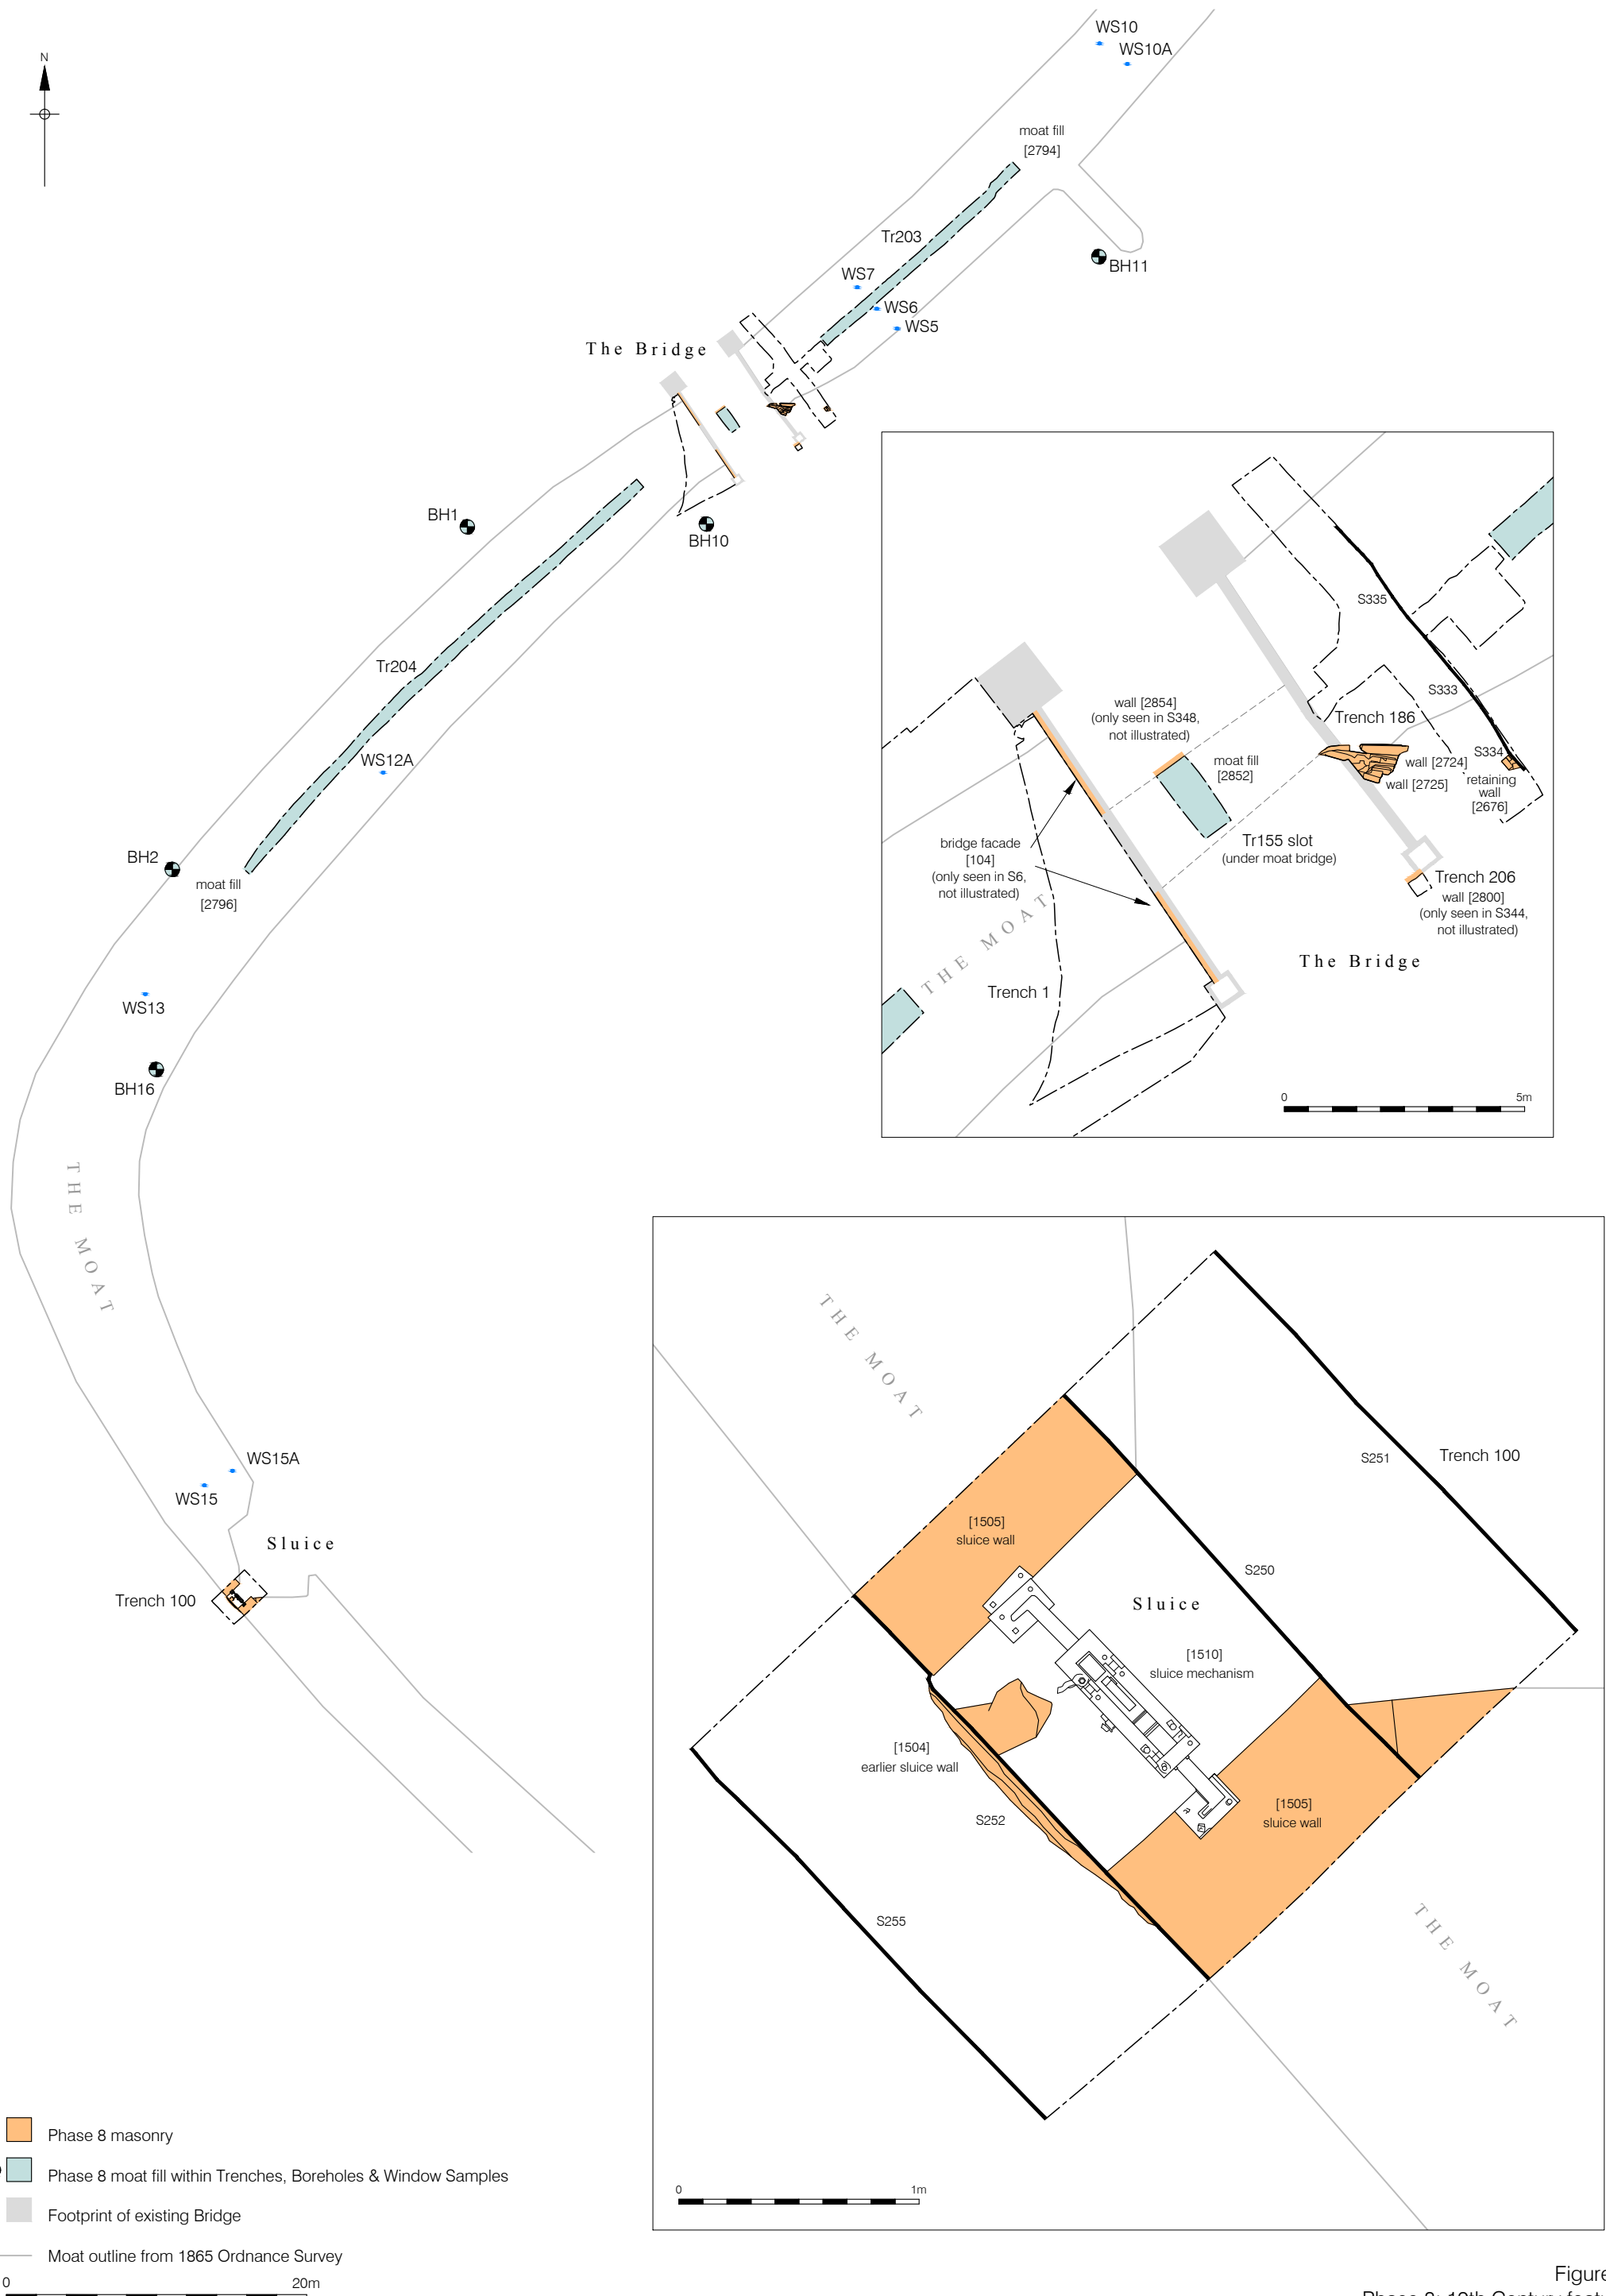 WS10
WS10A
N
moat fill
[2794]
Tr203
BH11
WS7
WS6
WS5
The Bridge
BH1
BH10
Tr204
WS12A
BH2
moat fill
[2796]
WS13
BH16
THE MOAT
WS15A
WS15
Sluice
Trench 100
S335
S333
wall [2854]
(only seen in S348,
not illustrated)
Trench 186
S334
moat fill
[2852]
wall [2724]
wall [2725]
retaining
wall
[2676]
Tr155 slot
(under moat bridge)
bridge facade
[104]
(only seen in S6,
not illustrated)
Trench 206
wall [2800]
(only seen in S344,
not illustrated)
THE MOAT
The Bridge
Trench 1
0 5m
THE MOAT
S251
Trench 100
[1505]
sluice wall
S250
Sluice
[1510]
sluice mechanism
[1504]
earlier sluice wall
[1505]
sluice wall
S252
S255
THE MOAT
0 1m
Phase 8 masonry
Phase 8 moat fill within Trenches, Boreholes & Window Samples
Footprint of existing Bridge
Moat outline from 1865 Ordnance Survey
0 20m
Figure